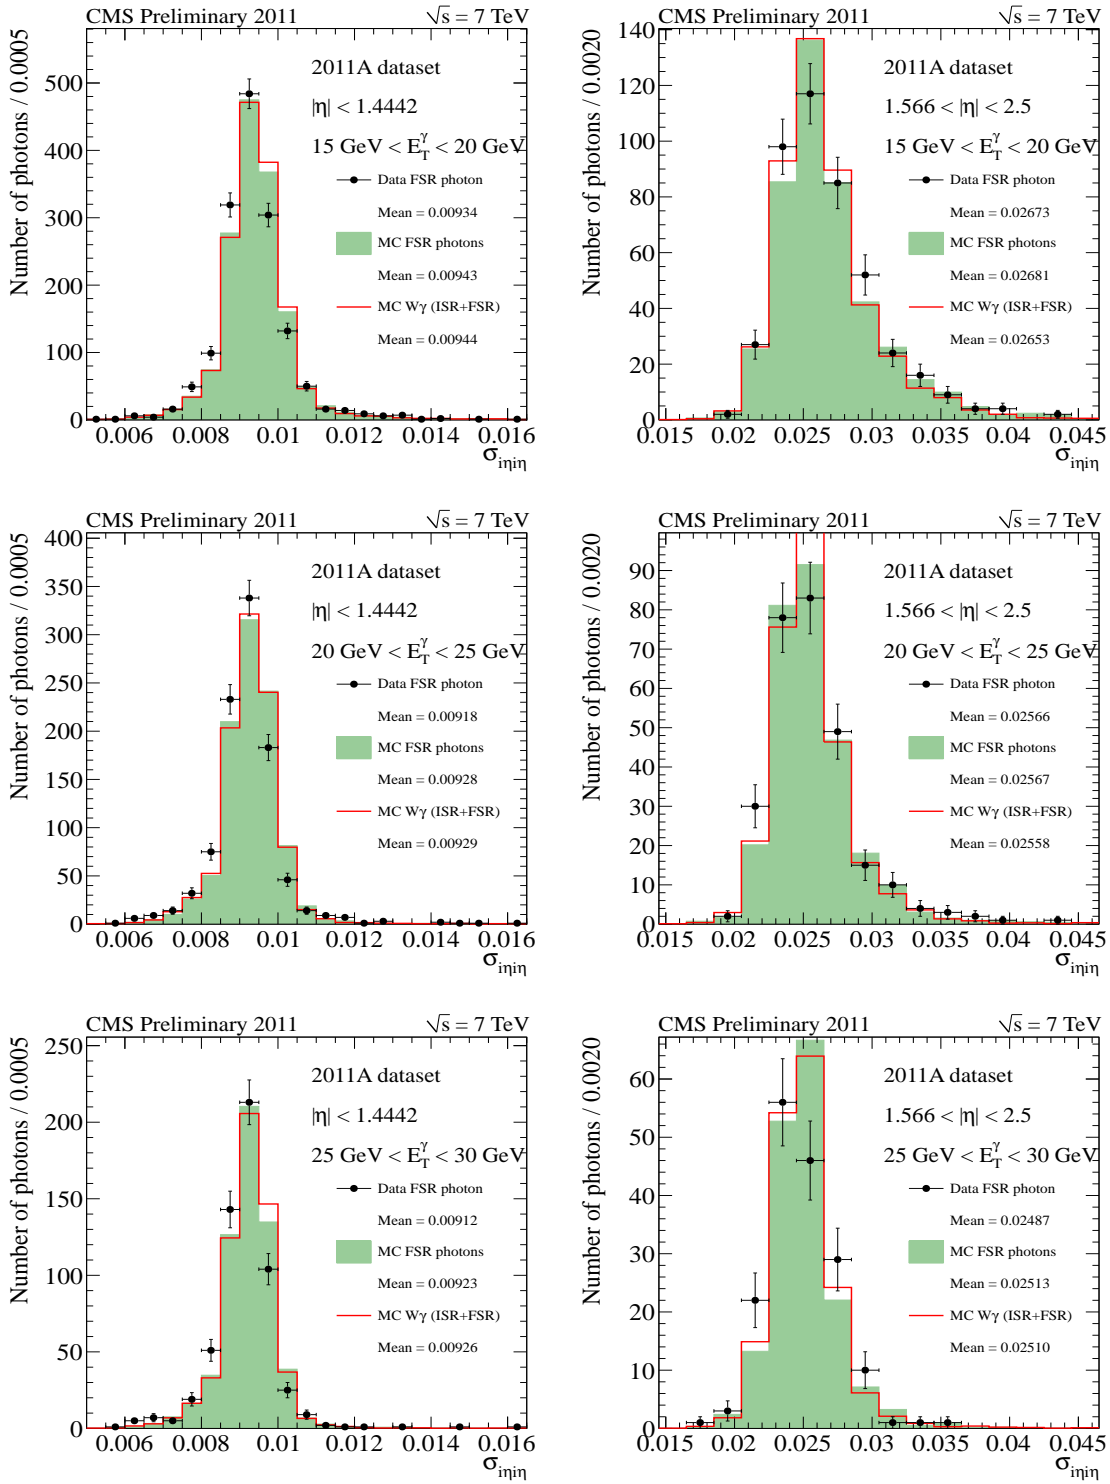 CMS Preliminary 2011 √s = 7 TeV
Number of photons / 0.0005
500
400
300
200
100
0
2011A dataset
|η| < 1.4442
15 GeV < E_T^γ < 20 GeV
Data FSR photon
Mean = 0.00934
MC FSR photons
Mean = 0.00943
MC Wγ (ISR+FSR)
Mean = 0.00944
0.006 0.008 0.01 0.012 0.014 0.016
σ_iηiη
CMS Preliminary 2011 √s = 7 TeV
Number of photons / 0.0020
140
120
100
80
60
40
20
0
2011A dataset
1.566 < |η| < 2.5
15 GeV < E_T^γ < 20 GeV
Data FSR photon
Mean = 0.02673
MC FSR photons
Mean = 0.02681
MC Wγ (ISR+FSR)
Mean = 0.02653
0.015 0.02 0.025 0.03 0.035 0.04 0.045
σ_iηiη
CMS Preliminary 2011 √s = 7 TeV
Number of photons / 0.0005
400
350
300
250
200
150
100
50
0
2011A dataset
|η| < 1.4442
20 GeV < E_T^γ < 25 GeV
Data FSR photon
Mean = 0.00918
MC FSR photons
Mean = 0.00928
MC Wγ (ISR+FSR)
Mean = 0.00929
0.006 0.008 0.01 0.012 0.014 0.016
σ_iηiη
CMS Preliminary 2011 √s = 7 TeV
Number of photons / 0.0020
90
80
70
60
50
40
30
20
10
0
2011A dataset
1.566 < |η| < 2.5
20 GeV < E_T^γ < 25 GeV
Data FSR photon
Mean = 0.02566
MC FSR photons
Mean = 0.02567
MC Wγ (ISR+FSR)
Mean = 0.02558
0.015 0.02 0.025 0.03 0.035 0.04 0.045
σ_iηiη
CMS Preliminary 2011 √s = 7 TeV
Number of photons / 0.0005
250
200
150
100
50
0
2011A dataset
|η| < 1.4442
25 GeV < E_T^γ < 30 GeV
Data FSR photon
Mean = 0.00912
MC FSR photons
Mean = 0.00923
MC Wγ (ISR+FSR)
Mean = 0.00926
0.006 0.008 0.01 0.012 0.014 0.016
σ_iηiη
CMS Preliminary 2011 √s = 7 TeV
Number of photons / 0.0020
60
50
40
30
20
10
0
2011A dataset
1.566 < |η| < 2.5
25 GeV < E_T^γ < 30 GeV
Data FSR photon
Mean = 0.02487
MC FSR photons
Mean = 0.02513
MC Wγ (ISR+FSR)
Mean = 0.02510
0.015 0.02 0.025 0.03 0.035 0.04 0.045
σ_iηiη